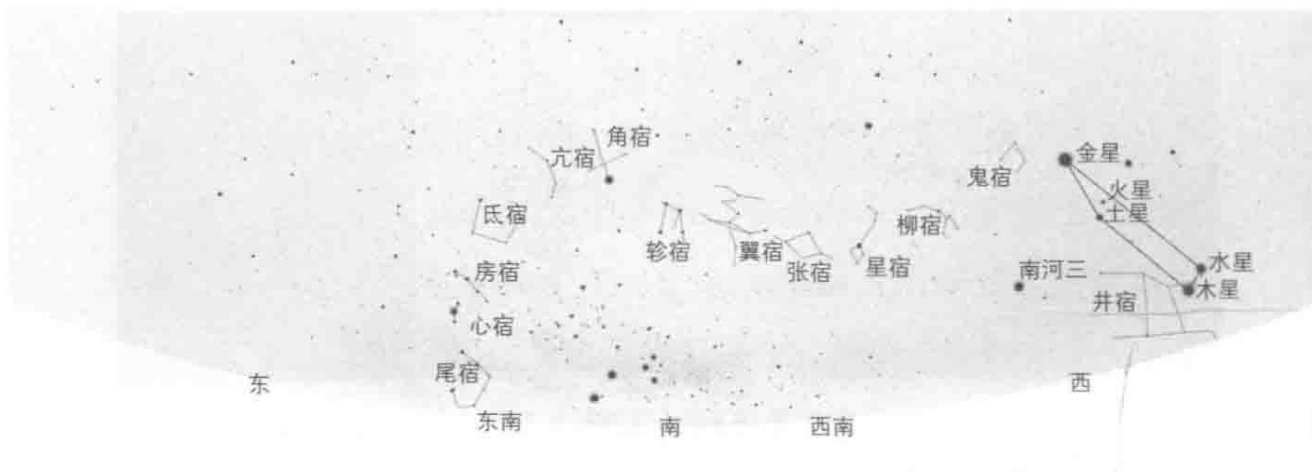 角宿
亢宿
金星
鬼宿
火星
氐宿
土星
柳宿
轸宿
翼宿
张宿
星宿
房宿
南河三
水星
木星
井宿
心宿
尾宿
东
西
东南
南
西南